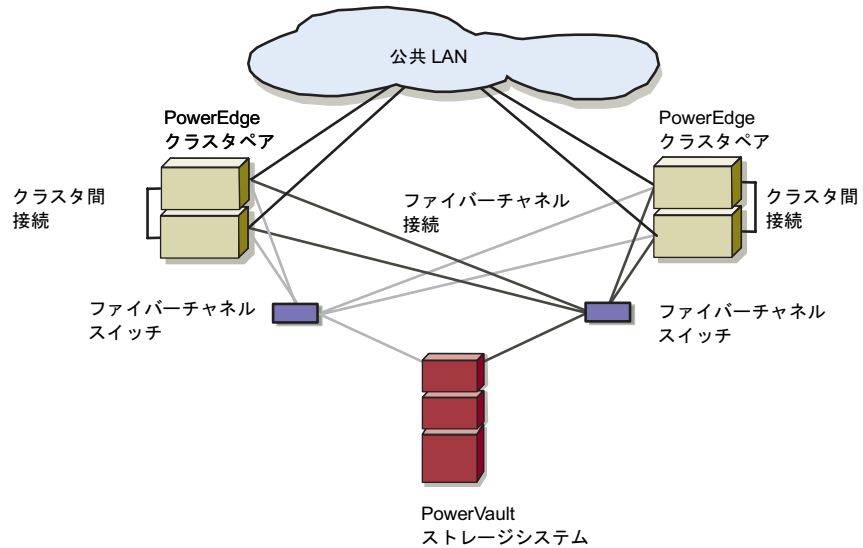 公共 LAN
PowerEdge
クラスタペア
PowerEdge
クラスタペア
クラスタ間
接続
ファイバーチャネル
接続
クラスタ間
接続
ファイバーチャネル
スイッチ
ファイバーチャネル
スイッチ
PowerVault
ストレージシステム